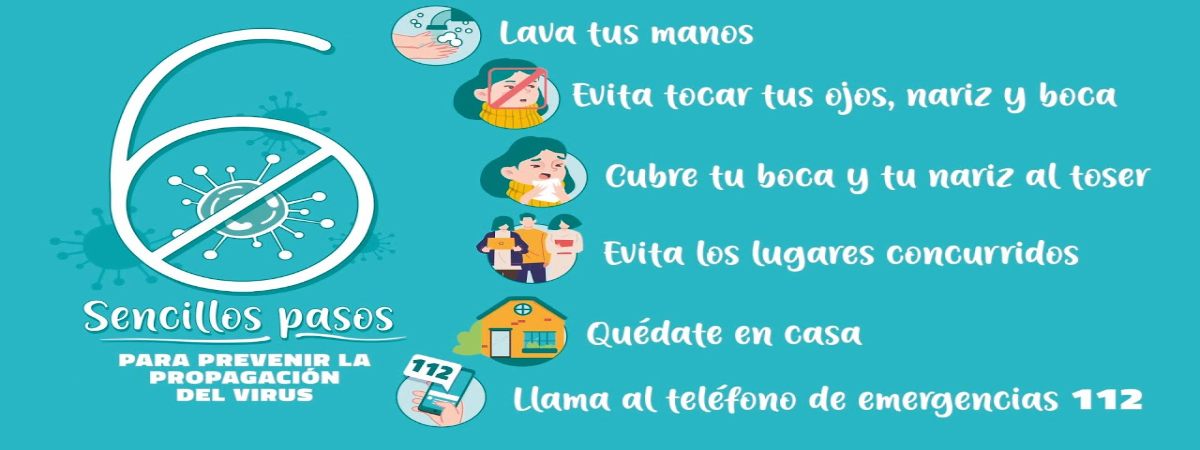 6
Sencillos pasos
PARA PREVENIR LA
PROPAGACIÓN
DEL VIRUS
Lava tus manos
Evita tocar tus ojos, nariz y boca
Cubre tu boca y tu nariz al toser
Evita los lugares concurridos
Quédate en casa
112
Llama al teléfono de emergencias 112